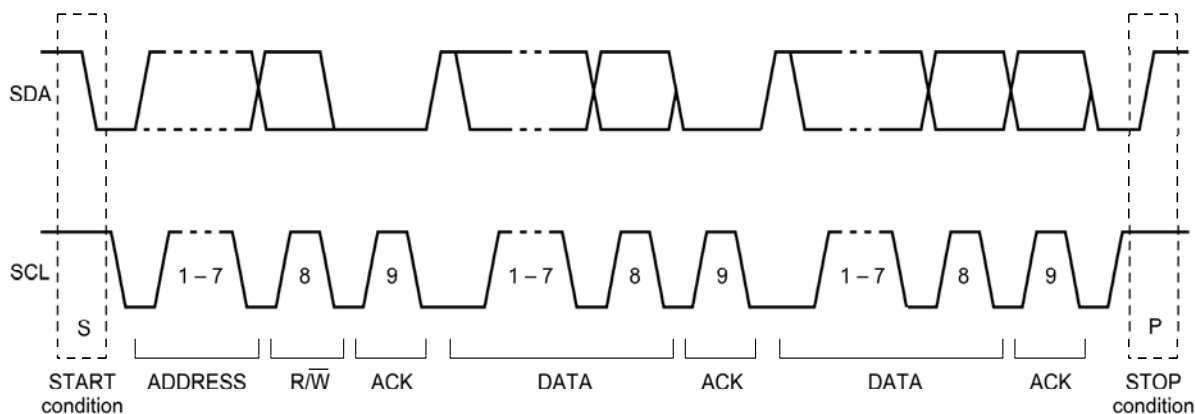 SDA
SCL
1 – 7 8 9 1 – 7 8 9 1 – 7 8 9
S P
START ADDRESS R/W̅ ACK DATA ACK DATA ACK STOP
condition condition